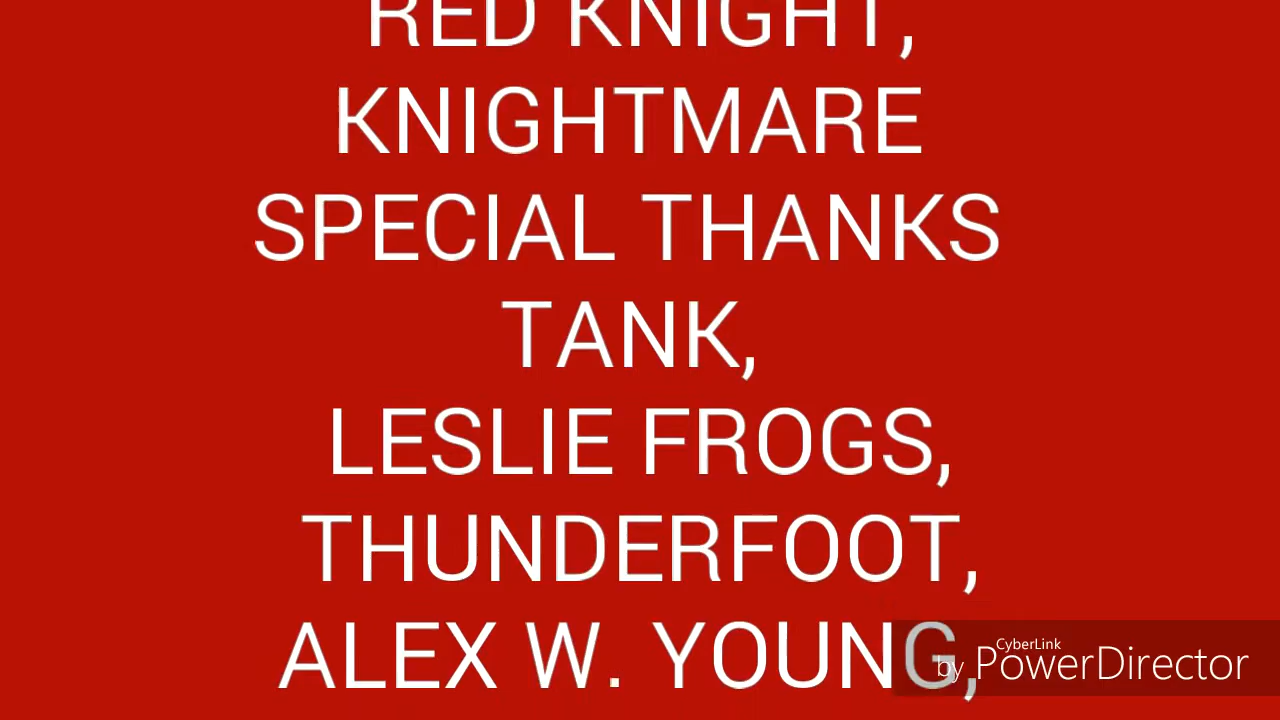 RED KNIGHT,
KNIGHTMARE
SPECIAL THANKS
TANK,
LESLIE FROGS,
THUNDERFOOT,
ALEX W. YOUNG,
by CyberLink PowerDirector